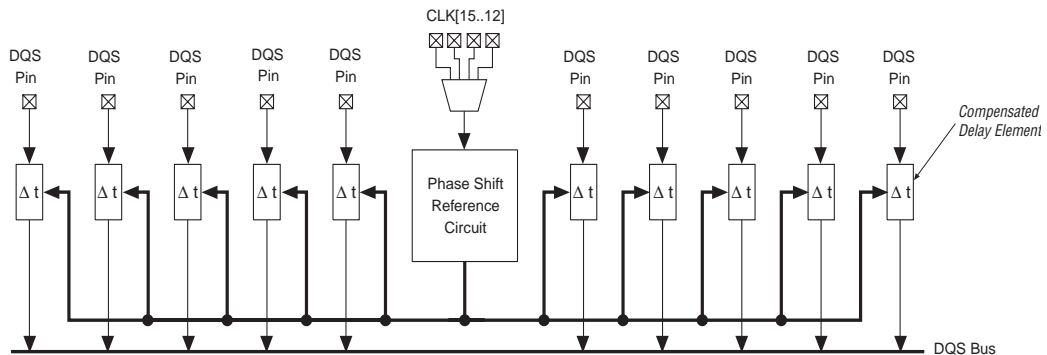 CLK[15..12]
DQS
Pin
DQS
Pin
DQS
Pin
DQS
Pin
DQS
Pin
DQS
Pin
DQS
Pin
DQS
Pin
DQS
Pin
DQS
Pin
Compensated
Delay Element
Δ t
Δ t
Δ t
Δ t
Δ t
Phase Shift
Reference
Circuit
Δ t
Δ t
Δ t
Δ t
Δ t
DQS Bus